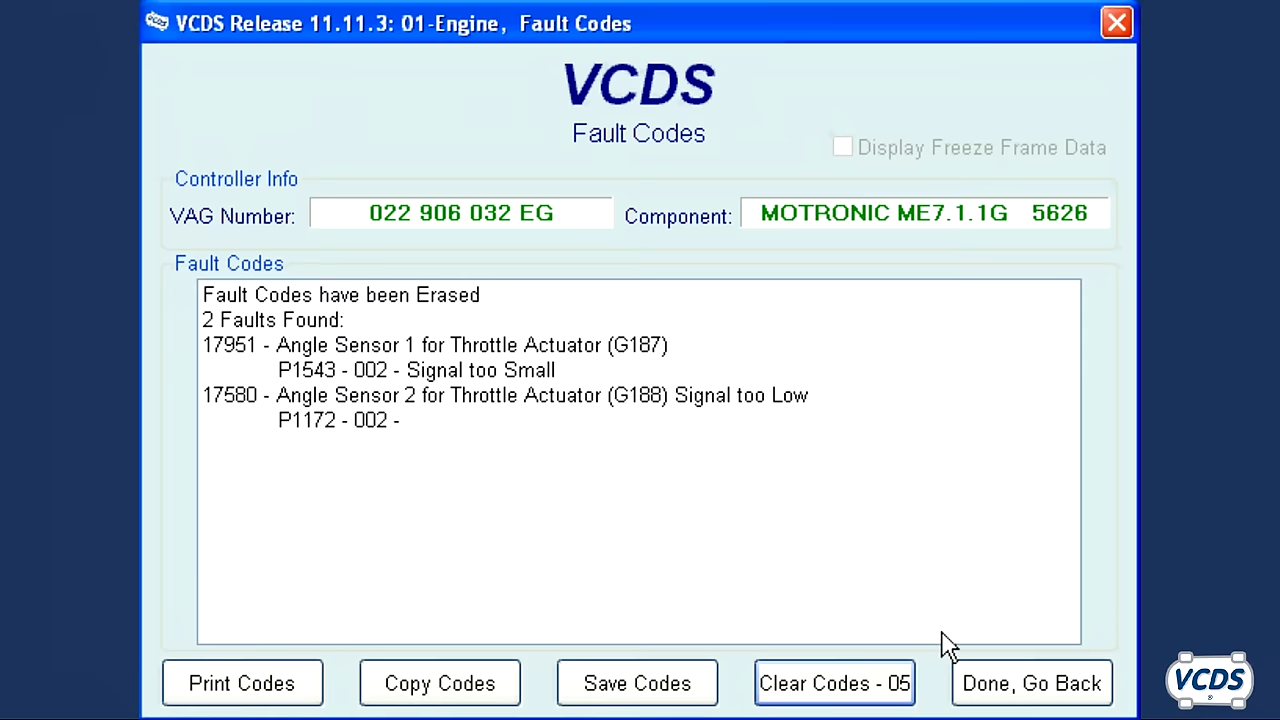 VCDS Release 11.11.3: 01-Engine, Fault Codes
VCDS
Fault Codes
Display Freeze Frame Data
Controller Info
VAG Number: 022 906 032 EG Component: MOTRONIC ME7.1.1G 5626
Fault Codes
Fault Codes have been Erased
2 Faults Found:
17951 - Angle Sensor 1 for Throttle Actuator (G187)
P1543 - 002 - Signal too Small
17580 - Angle Sensor 2 for Throttle Actuator (G188) Signal too Low
P1172 - 002 -
Print Codes Copy Codes Save Codes Clear Codes - 05 Done, Go Back
VCDS
®